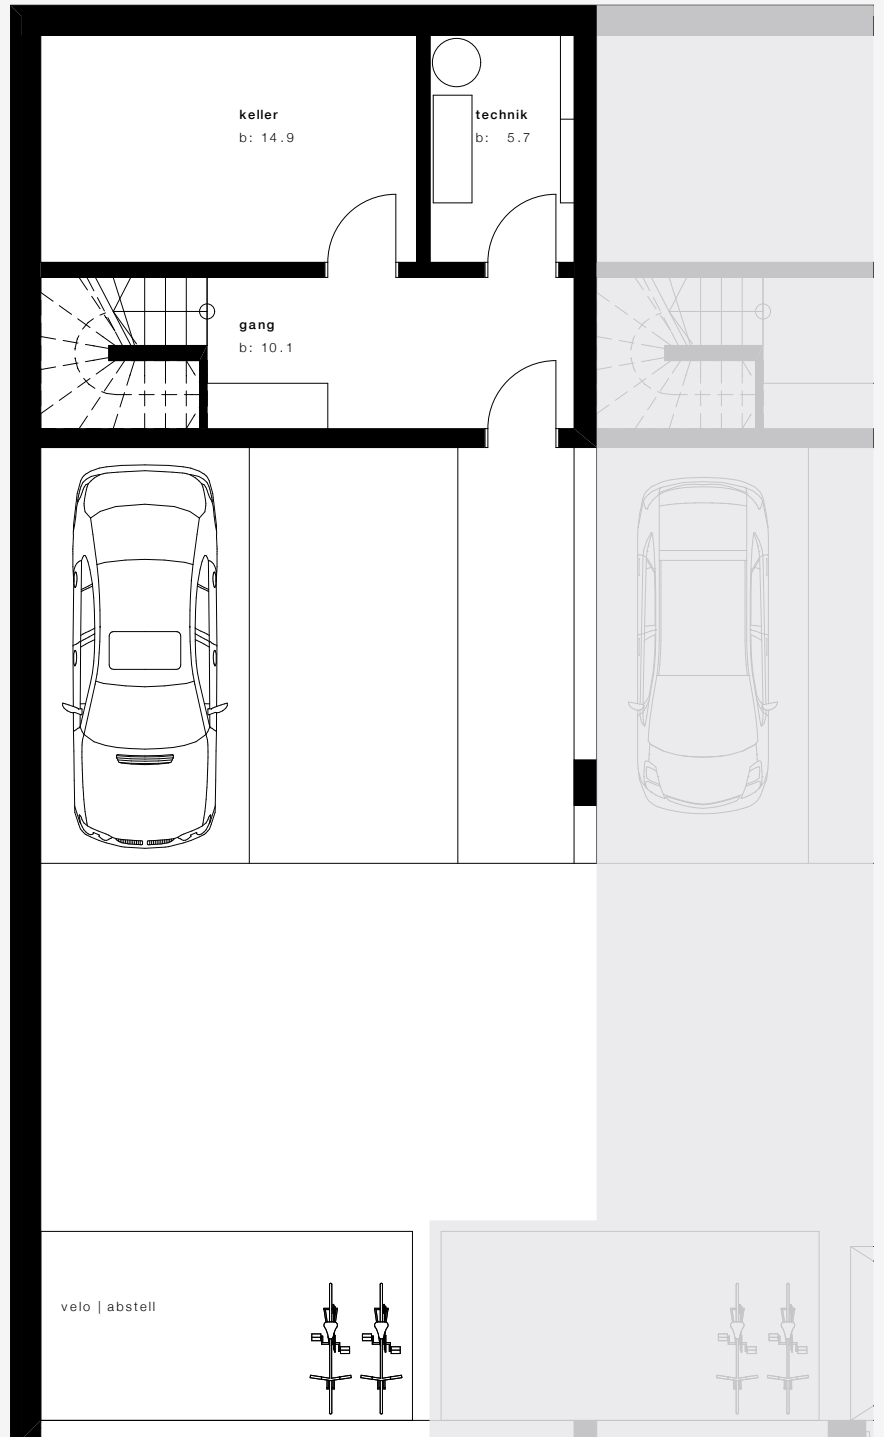 keller
b: 14.9
technik
b: 5.7
gang
b: 10.1
velo | abstell